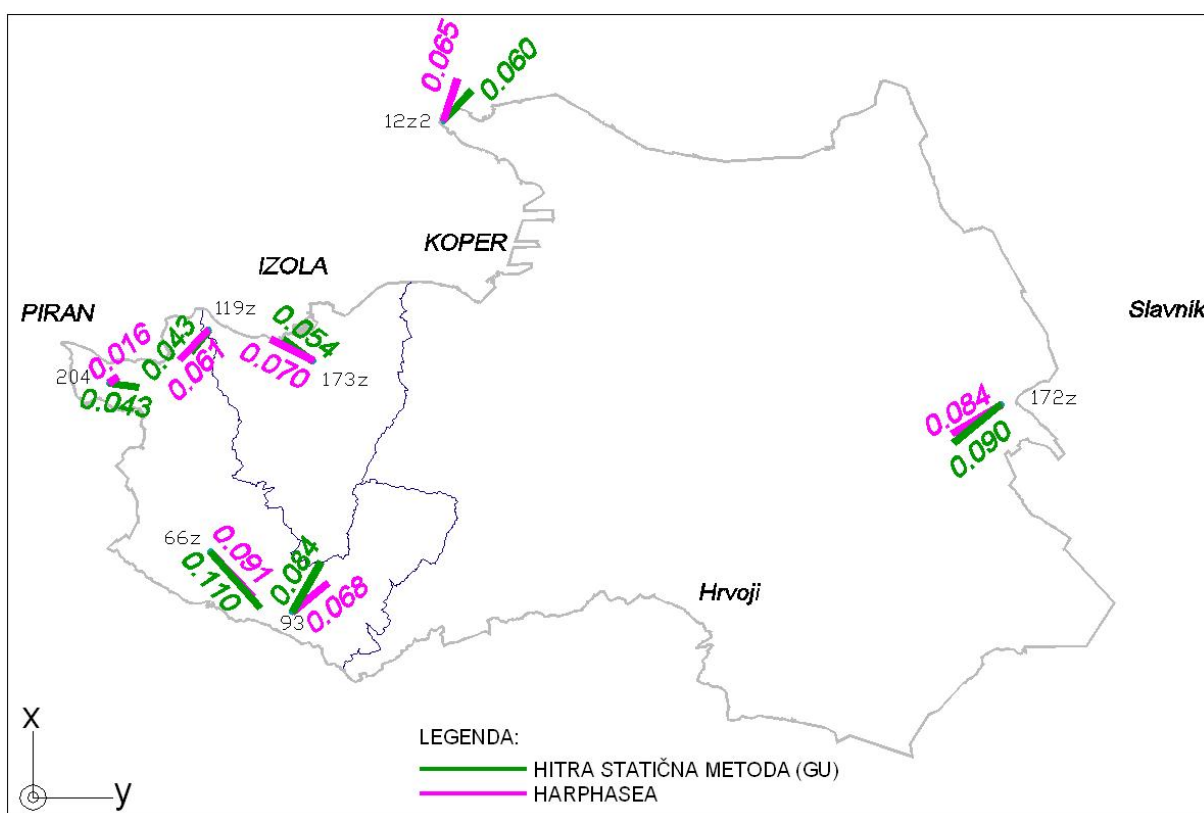 0.065
0.060
12z2
KOPER
IZOLA
PIRAN
119z
Slavnik
0.016
0.043
0.061
0.054
0.070
173z
204
0.043
0.084
172z
0.090
66z
0.091
0.110
0.084
0.068
93
Hrvoji
X
y
LEGENDA:
HITRA STATIČNA METODA (GU)
HARPHASEA